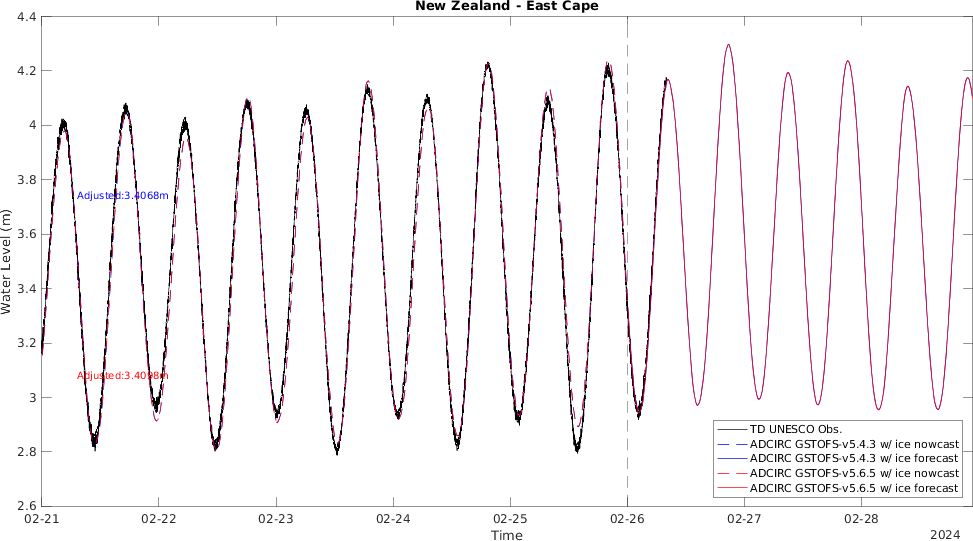 New Zealand - East Cape
4.4
4.2
4
3.8
3.6
3.4
3.2
3
2.8
2.6
Water Level (m)
Adjusted:3.4068m
Adjusted:3.4098m
TD UNESCO Obs.
ADCIRC GSTOFS-v5.4.3 w/ ice nowcast
ADCIRC GSTOFS-v5.4.3 w/ ice forecast
ADCIRC GSTOFS-v5.6.5 w/ ice nowcast
ADCIRC GSTOFS-v5.6.5 w/ ice forecast
02-21 02-22 02-23 02-24 02-25 02-26 02-27 02-28
Time
2024